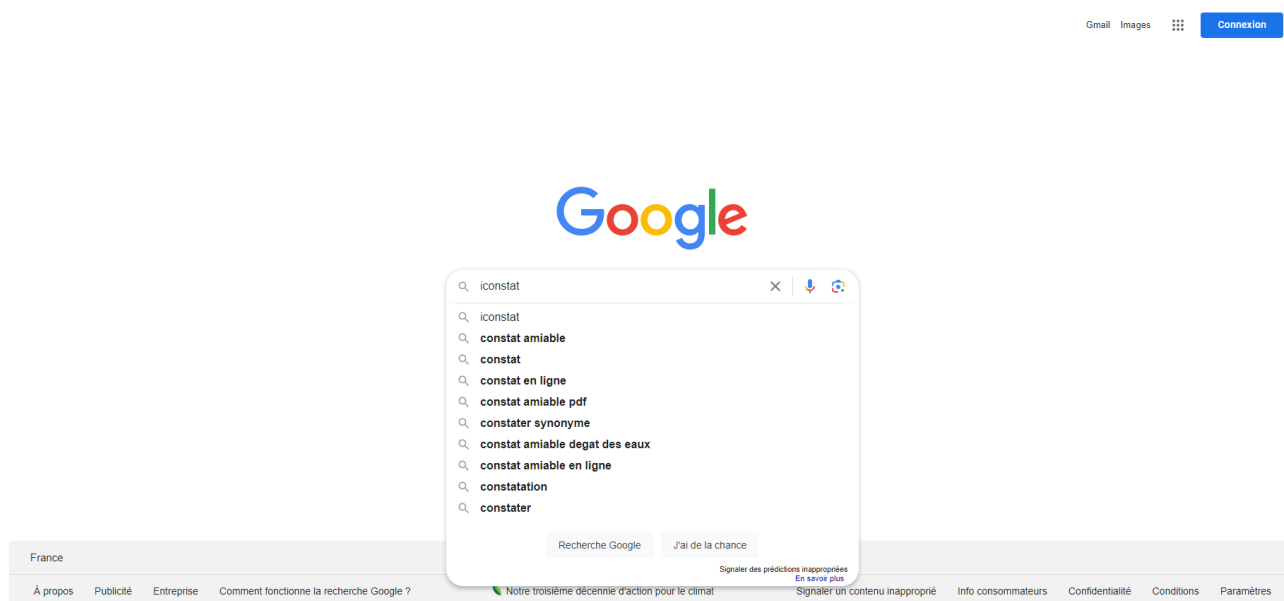 Gmail Images Connexion
Google
iconstat
iconstat
constat amiable
constat
constat en ligne
constat amiable pdf
constater synonyme
constat amiable degat des eaux
constat amiable en ligne
constatation
constater
Recherche Google J'ai de la chance
Signaler des prédictions inappropriées
En savoir plus
France
À propos Publicité Entreprise Comment fonctionne la recherche Google ? Notre troisième décennie d'action pour le climat Signaler un contenu inapproprié Info consommateurs Confidentialité Conditions Paramètres